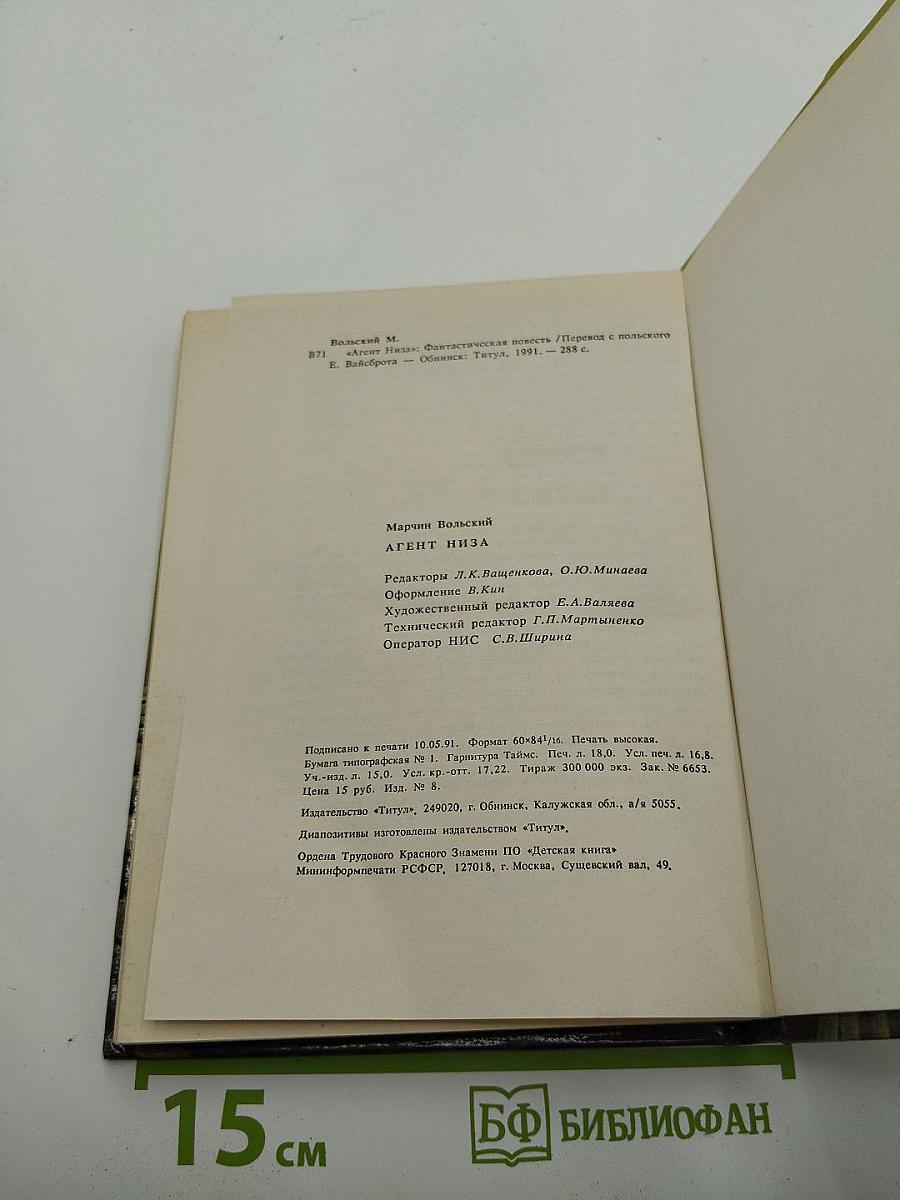 Вольский М.
В71 «Агент Низа»: Фантастическая повесть /Перевод с польского
Е. Вайсброта — Обнинск: Титул, 1991. — 288 с.
Марчин Вольский
АГЕНТ НИЗА
Редакторы Л.К.Ващенкова, О.Ю.Минаева
Оформление В.Кин
Художественный редактор Е.А.Валяева
Технический редактор Г.П.Мартыненко
Оператор НИС С.В.Ширина
Подписано к печати 10.05.91. Формат 60×84¹/16. Печать высокая.
Бумага типографская № 1. Гарнитура Таймс. Печ. л. 18,0. Усл. печ. л. 16,8.
Уч.-изд. л. 15,0. Усл. кр.-отт. 17,22. Тираж 300 000 экз. Зак. № 6653.
Цена 15 руб. Изд. № 8.
Издательство «Титул», 249020, г. Обнинск, Калужская обл., а/я 5055.
Диапозитивы изготовлены издательством «Титул».
Ордена Трудового Красного Знамени ПО «Детская книга»
Мининформпечати РСФСР, 127018, г. Москва, Сущевский вал, 49.
15 см
БФ БИБЛИОФАН